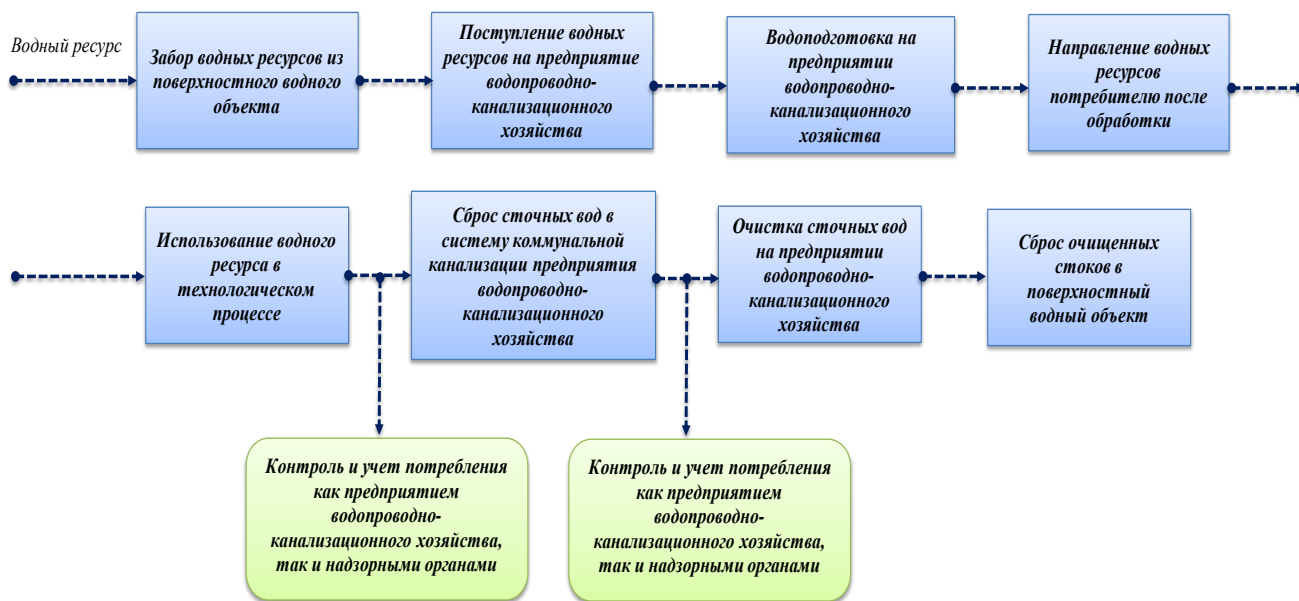 Водный ресурс
Забор водных ресурсов из
поверхностного водного
объекта
Поступление водных
ресурсов на предприятие
водопроводно-
канализационного
хозяйства
Водоподготовка на
предприятии
водопроводно-
канализационного
хозяйства
Направление водных
ресурсов
потребителю после
обработки
Использование водного
ресурса в
технологическом
процессе
Сброс сточных вод в
систему коммунальной
канализации предприятия
водопроводно-
канализационного
хозяйства
Очистка сточных вод
на предприятии
водопроводно-
канализационного
хозяйства
Сброс очищенных
стоков в
поверхностный
водный объект
Контроль и учет потребления
как предприятием
водопроводно-
канализационного хозяйства,
так и надзорными органами
Контроль и учет потребления
как предприятием
водопроводно-
канализационного хозяйства,
так и надзорными органами